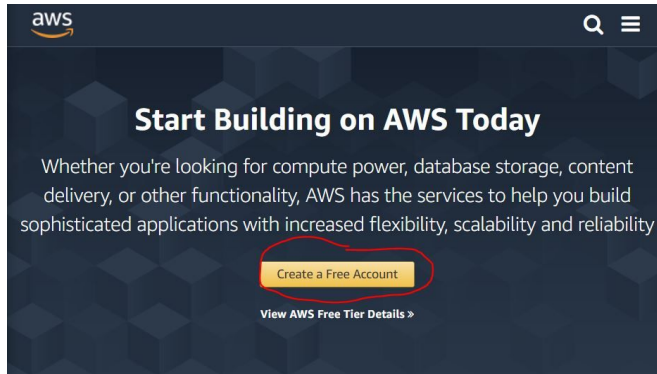 aws
Start Building on AWS Today
Whether you're looking for compute power, database storage, content
delivery, or other functionality, AWS has the services to help you build
sophisticated applications with increased flexibility, scalability and reliability
Create a Free Account
View AWS Free Tier Details »